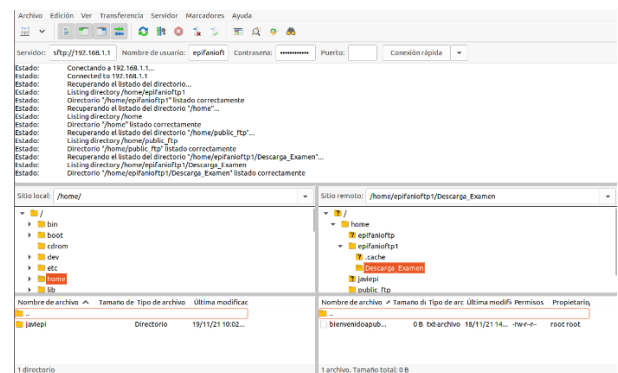 Archivo Edición Ver Transferencia Servidor Marcadores Ayuda
Servidor: sftp://192.168.1.1 Nombre de usuario: epifanioft Contraseña: •••••••••••• Puerto: Conexión rápida
Estado: Conectando a 192.168.1.1...
Estado: Connected to 192.168.1.1
Estado: Recuperando el listado del directorio...
Estado: Listing directory /home/epifanioftp1
Estado: Directorio "/home/epifanioftp1" listado correctamente
Estado: Recuperando el listado del directorio "/home"...
Estado: Listing directory /home
Estado: Directorio "/home" listado correctamente
Estado: Recuperando el listado del directorio "/home/public_ftp"...
Estado: Listing directory /home/public_ftp
Estado: Directorio "/home/public_ftp" listado correctamente
Estado: Recuperando el listado del directorio "/home/epifanioftp1/Descarga_Examen"...
Estado: Listing directory /home/epifanioftp1/Descarga_Examen
Estado: Directorio "/home/epifanioftp1/Descarga_Examen" listado correctamente
Sitio local: /home/
/
bin
boot
cdrom
dev
etc
home
lib
Nombre de archivo Tamaño de Tipo de archivo Última modificac
..
javiepi Directorio 19/11/21 10:02...
1 directorio
Sitio remoto: /home/epifanioftp1/Descarga_Examen
/
home
epifanioftp
epifanioftp1
.cache
Descarga_Examen
javiepi
public_ftp
Nombre de archivo Tamaño di Tipo de arc Última modifi Permisos Propietario,
..
bienvenidoapub... 0 B txt-archivo 18/11/21 14... -rw-r--r-- root root
1 archivo. Tamaño total: 0 B